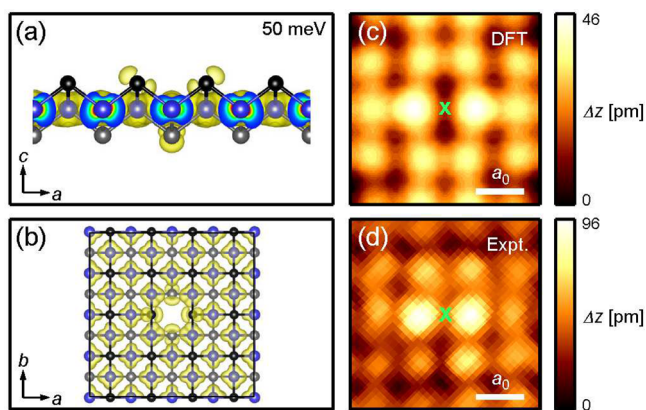 (a)
50 meV
c
a
(b)
b
a
(c)
DFT
X
a₀
46
Δz [pm]
0
(d)
Expt.
X
a₀
96
Δz [pm]
0